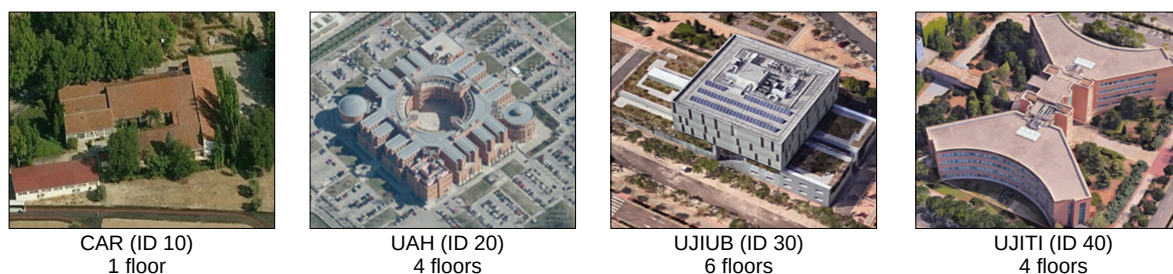 CAR (ID 10)
1 floor
UAH (ID 20)
4 floors
UJIUB (ID 30)
6 floors
UJITI (ID 40)
4 floors